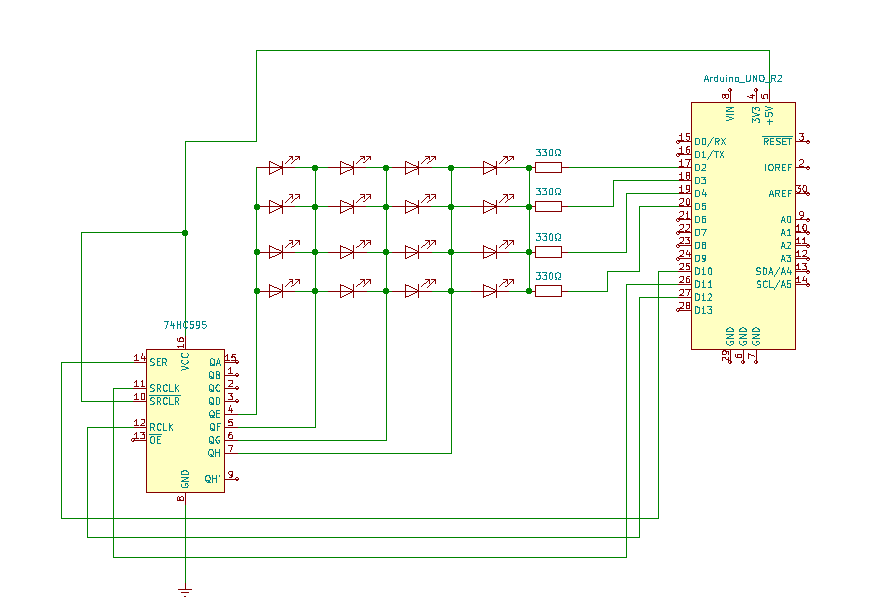 Arduino_UNO_R2
8
4
5
VIN
3V3
+5V
15 D0/RX
16 D1/TX
17 D2
18 D3
19 D4
20 D5
21 D6
22 D7
23 D8
24 D9
25 D10
26 D11
27 D12
28 D13
RESET 3
IOREF 2
AREF 30
A0 9
A1 10
A2 11
A3 12
SDA/A4 13
SCL/A5 14
GND GND GND
29 6 7
330Ω
330Ω
330Ω
330Ω
74HC595
16
VCC
14 SER
11 SRCLK
10 SRCLR
12 RCLK
13 OE
QA 15
QB 1
QC 2
QD 3
QE 4
QF 5
QG 6
QH 7
QH' 9
GND
8